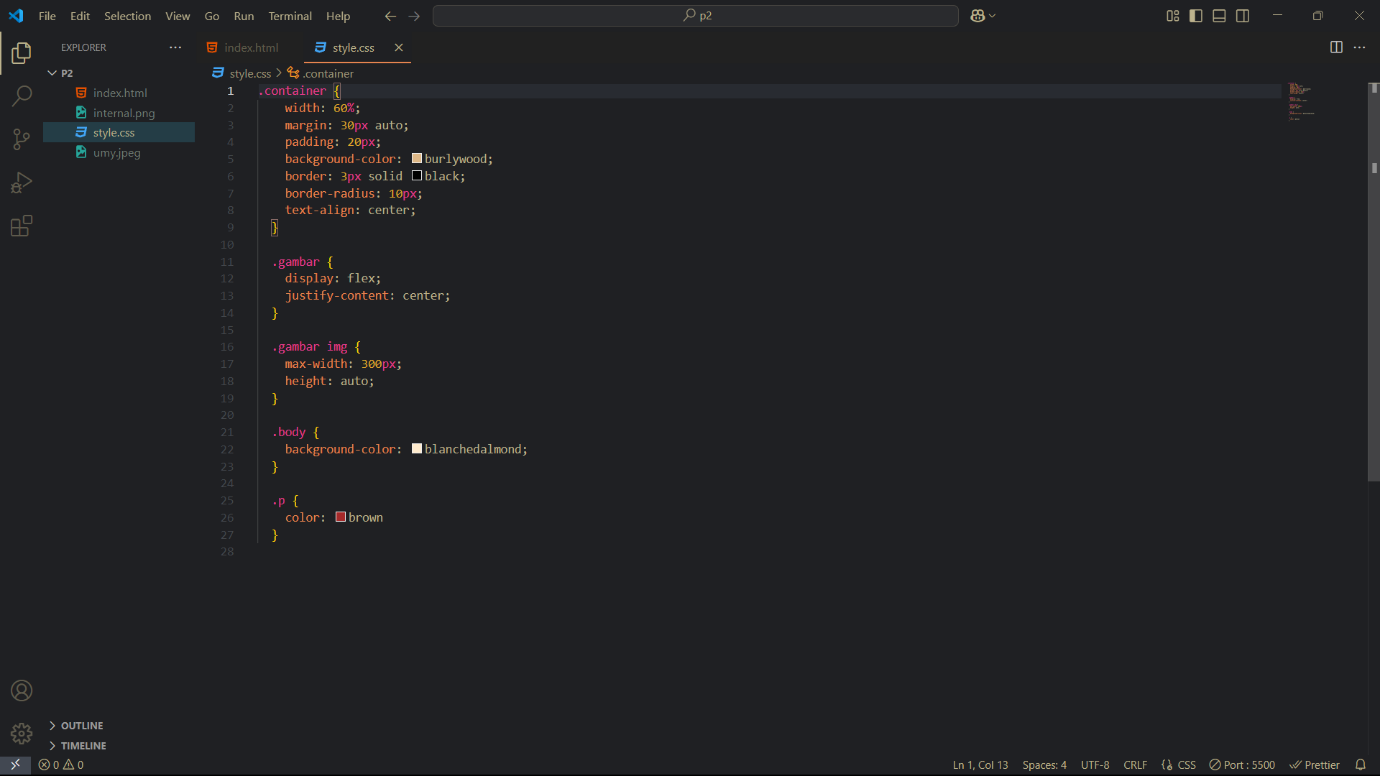 File Edit Selection View Go Run Terminal Help p2
EXPLORER
P2
index.html
internal.png
style.css
umy.jpeg
OUTLINE
TIMELINE
index.html style.css
style.css > .container
1 .container {
2 width: 60%;
3 margin: 30px auto;
4 padding: 20px;
5 background-color: burlywood;
6 border: 3px solid black;
7 border-radius: 10px;
8 text-align: center;
9 }
10
11 .gambar {
12 display: flex;
13 justify-content: center;
14 }
15
16 .gambar img {
17 max-width: 300px;
18 height: auto;
19 }
20
21 .body {
22 background-color: blanchedalmond;
23 }
24
25 .p {
26 color: brown
27 }
28
0 0 Ln 1, Col 13 Spaces: 4 UTF-8 CRLF {} CSS Port : 5500 Prettier